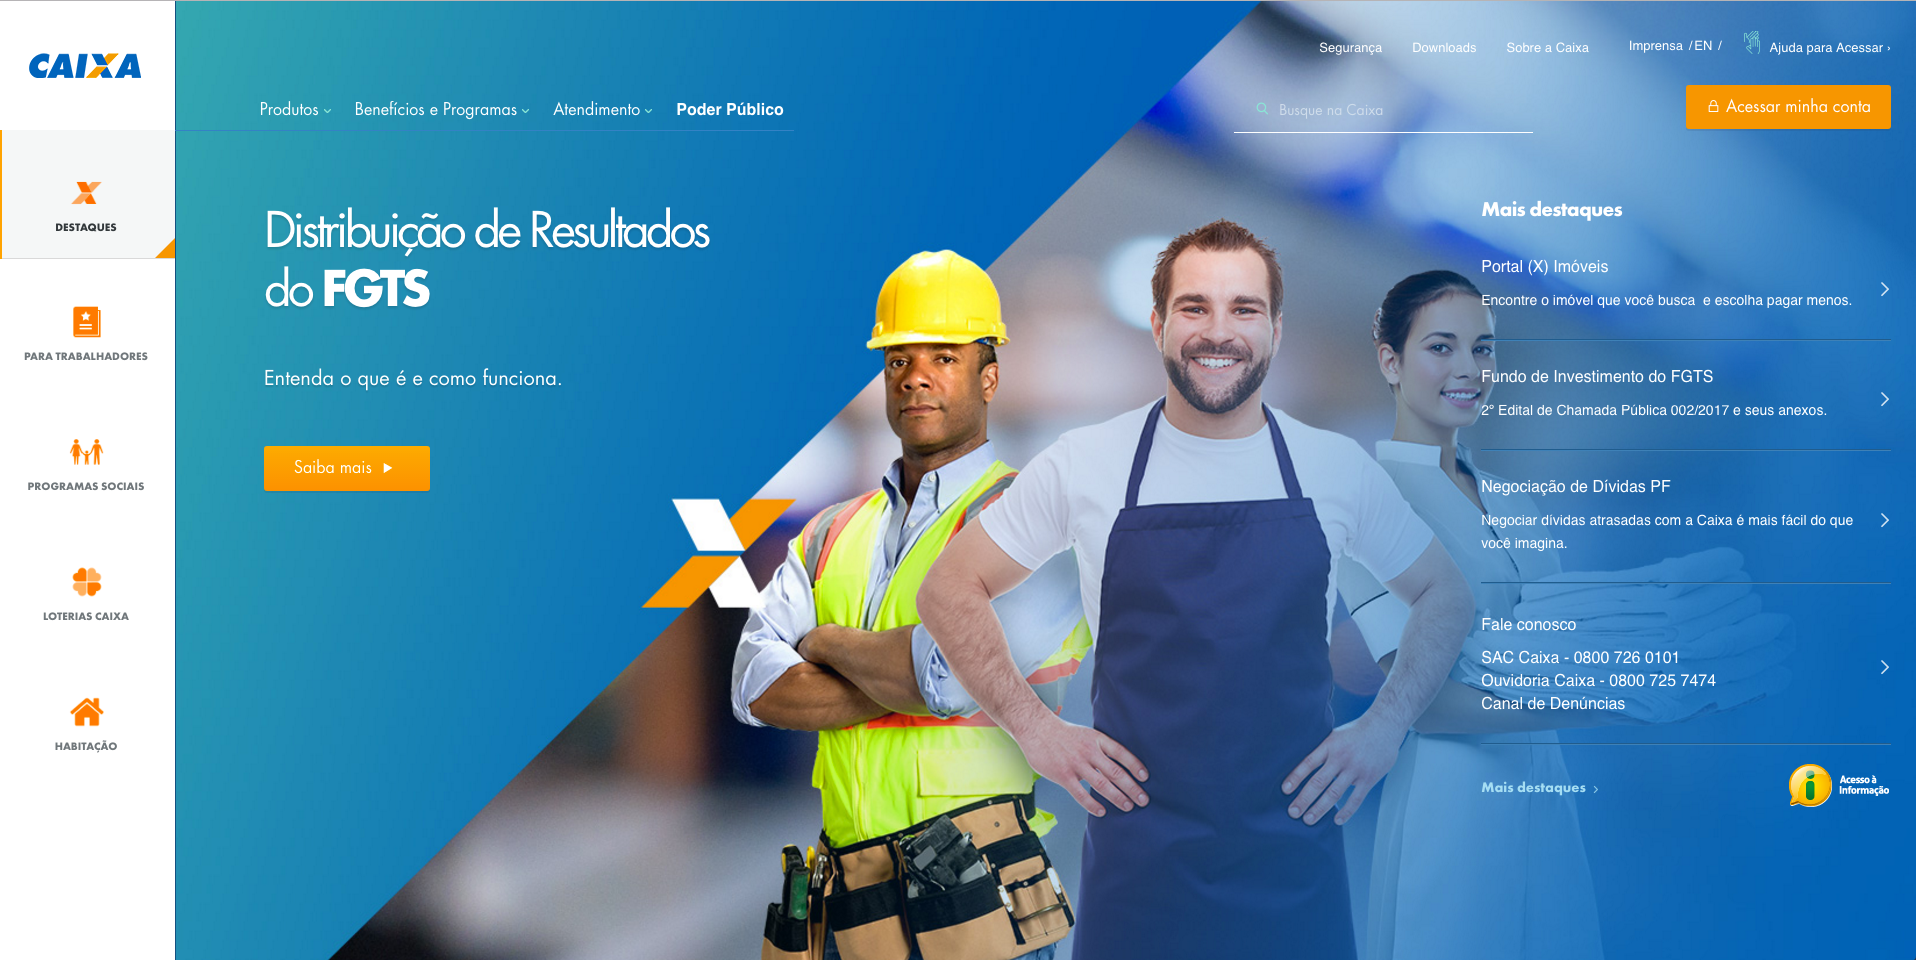 CAIXA
Segurança
Downloads
Sobre a Caixa
Imprensa / EN /
Ajuda para Acessar ›
Produtos
Benefícios e Programas
Atendimento
Poder Público
Busque na Caixa
Acessar minha conta
DESTAQUES
PARA TRABALHADORES
PROGRAMAS SOCIAIS
LOTERIAS CAIXA
HABITAÇÃO
Distribuição de Resultados
do FGTS
Entenda o que é e como funciona.
Saiba mais
Mais destaques
Portal (X) Imóveis
Encontre o imóvel que você busca e escolha pagar menos.
Fundo de Investimento do FGTS
2° Edital de Chamada Pública 002/2017 e seus anexos.
Negociação de Dívidas PF
Negociar dívidas atrasadas com a Caixa é mais fácil do que
você imagina.
Fale conosco
SAC Caixa - 0800 726 0101
Ouvidoria Caixa - 0800 725 7474
Canal de Denúncias
Mais destaques ›
Acesso à
Informação